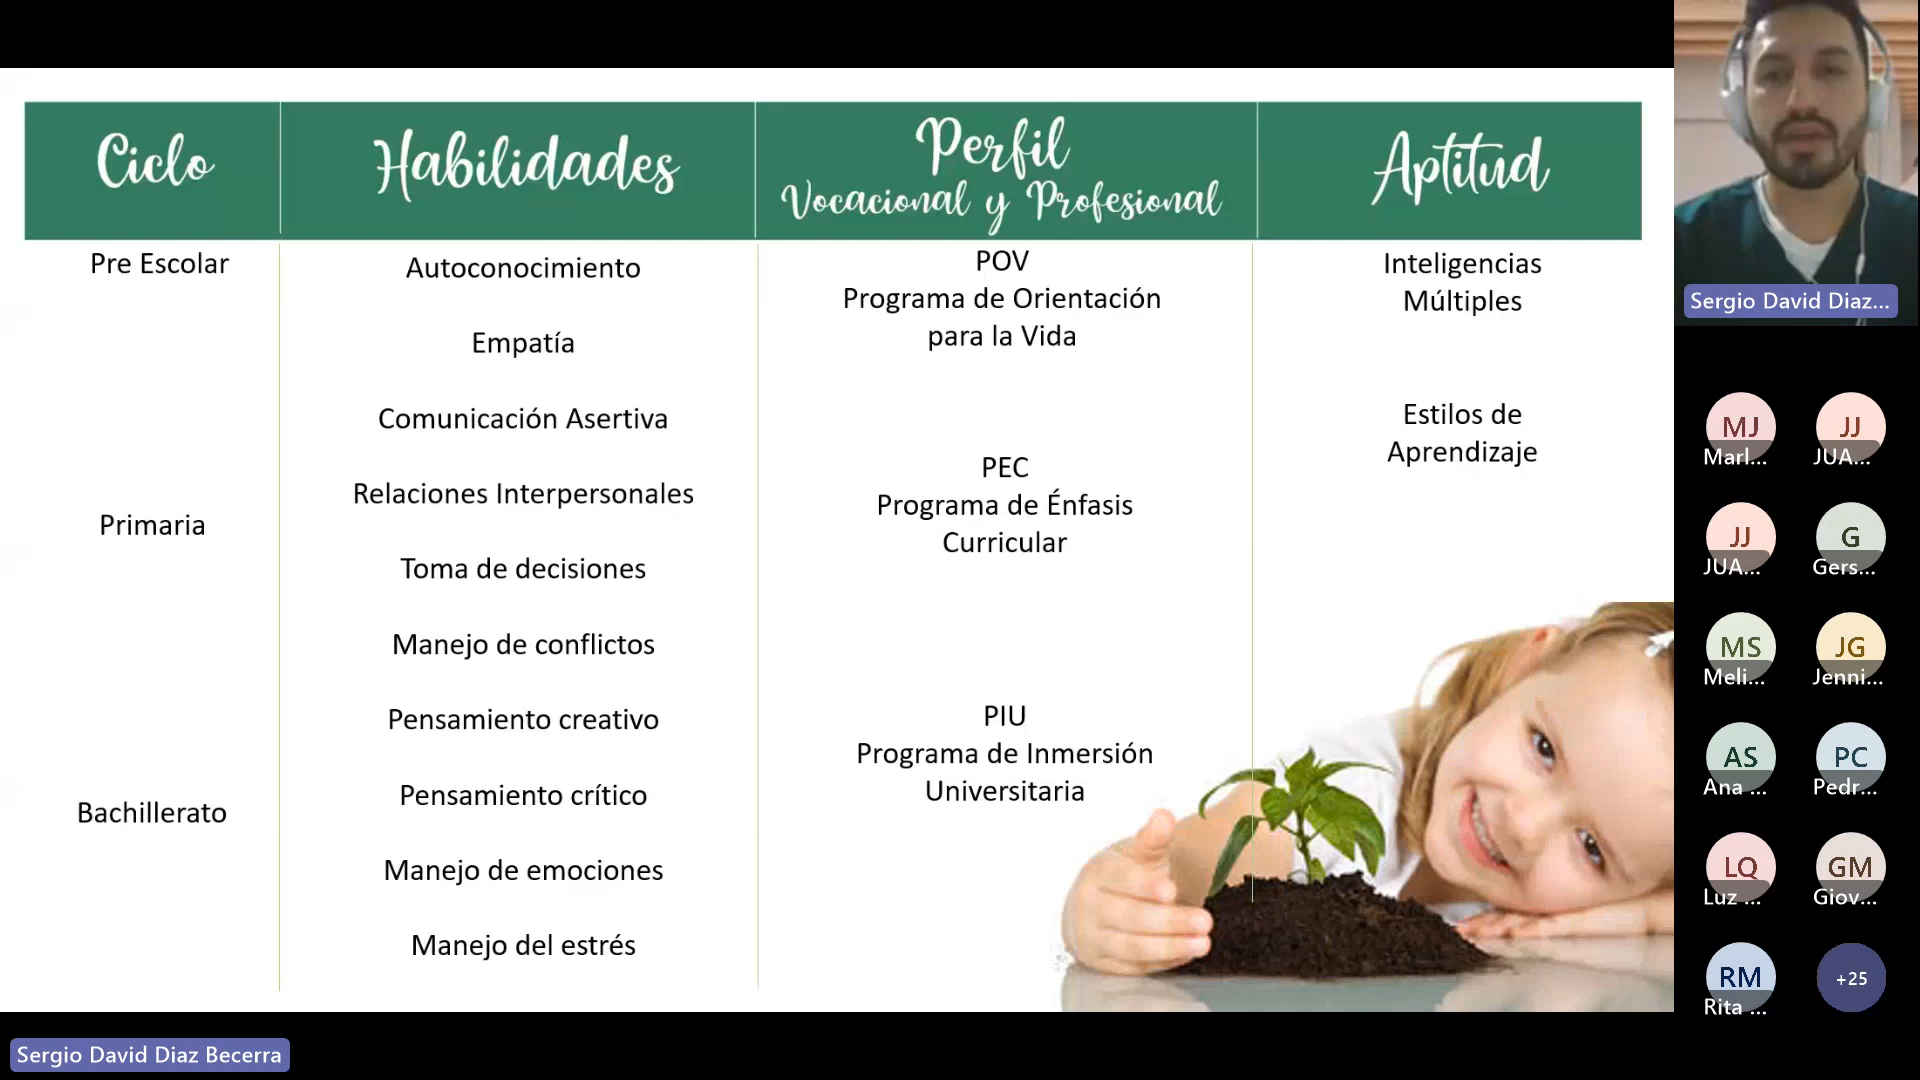 Ciclo
Habilidades
Perfil
Vocacional y Profesional
Aptitud
Pre Escolar
Primaria
Bachillerato
Autoconocimiento
Empatía
Comunicación Asertiva
Relaciones Interpersonales
Toma de decisiones
Manejo de conflictos
Pensamiento creativo
Pensamiento crítico
Manejo de emociones
Manejo del estrés
POV
Programa de Orientación
para la Vida
PEC
Programa de Énfasis
Curricular
PIU
Programa de Inmersión
Universitaria
Inteligencias
Múltiples
Estilos de
Aprendizaje
Sergio David Diaz...
MJ
Marl...
JJ
JUA...
JJ
JUA...
G
Gers...
MS
Meli...
JG
Jenni...
AS
Ana ...
PC
Pedr...
LQ
Luz ...
GM
Giov...
RM
Rita ...
+25
Sergio David Diaz Becerra